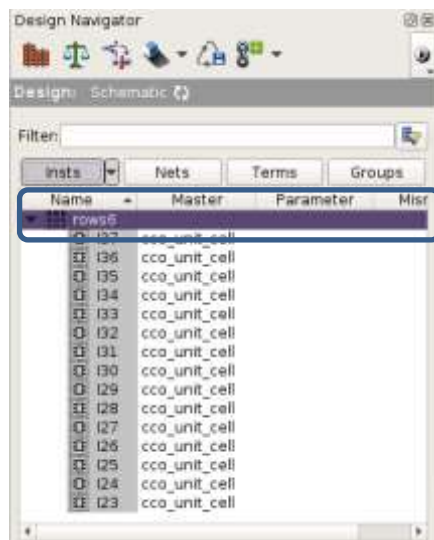 Design Navigator
Design: Schematic
Filter:
Insts Nets Terms Groups
Name Master Parameter Misr
rows6
I37 cco_unit_cell
I36 cco_unit_cell
I35 cco_unit_cell
I34 cco_unit_cell
I33 cco_unit_cell
I32 cco_unit_cell
I31 cco_unit_cell
I30 cco_unit_cell
I29 cco_unit_cell
I28 cco_unit_cell
I27 cco_unit_cell
I26 cco_unit_cell
I25 cco_unit_cell
I24 cco_unit_cell
I23 cco_unit_cell